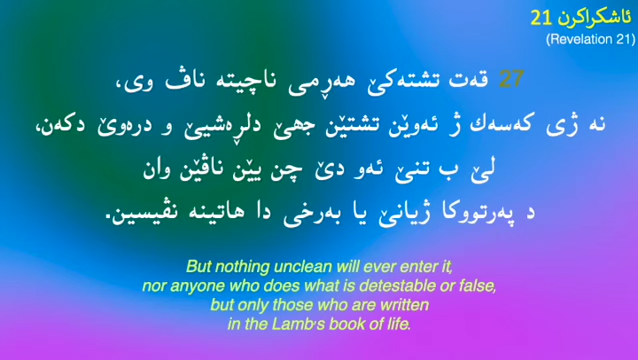 ئاشکراکرن 21
(Revelation 21)
27 قەت تشتەکێ هەڕمی ناچیتە ناڤ وی،
نە ژی کەسەك ژ ئەوێن تشتێن جهێ دلڕەشیێ و درەوێ دکەن،
لێ ب تنێ ئەو دێ چن یێن ناڤێن وان
د پەرتووکا ژیانێ یا بەرخی دا هاتینە نڤیسین.
But nothing unclean will ever enter it,
nor anyone who does what is detestable or false,
but only those who are written
in the Lamb's book of life.